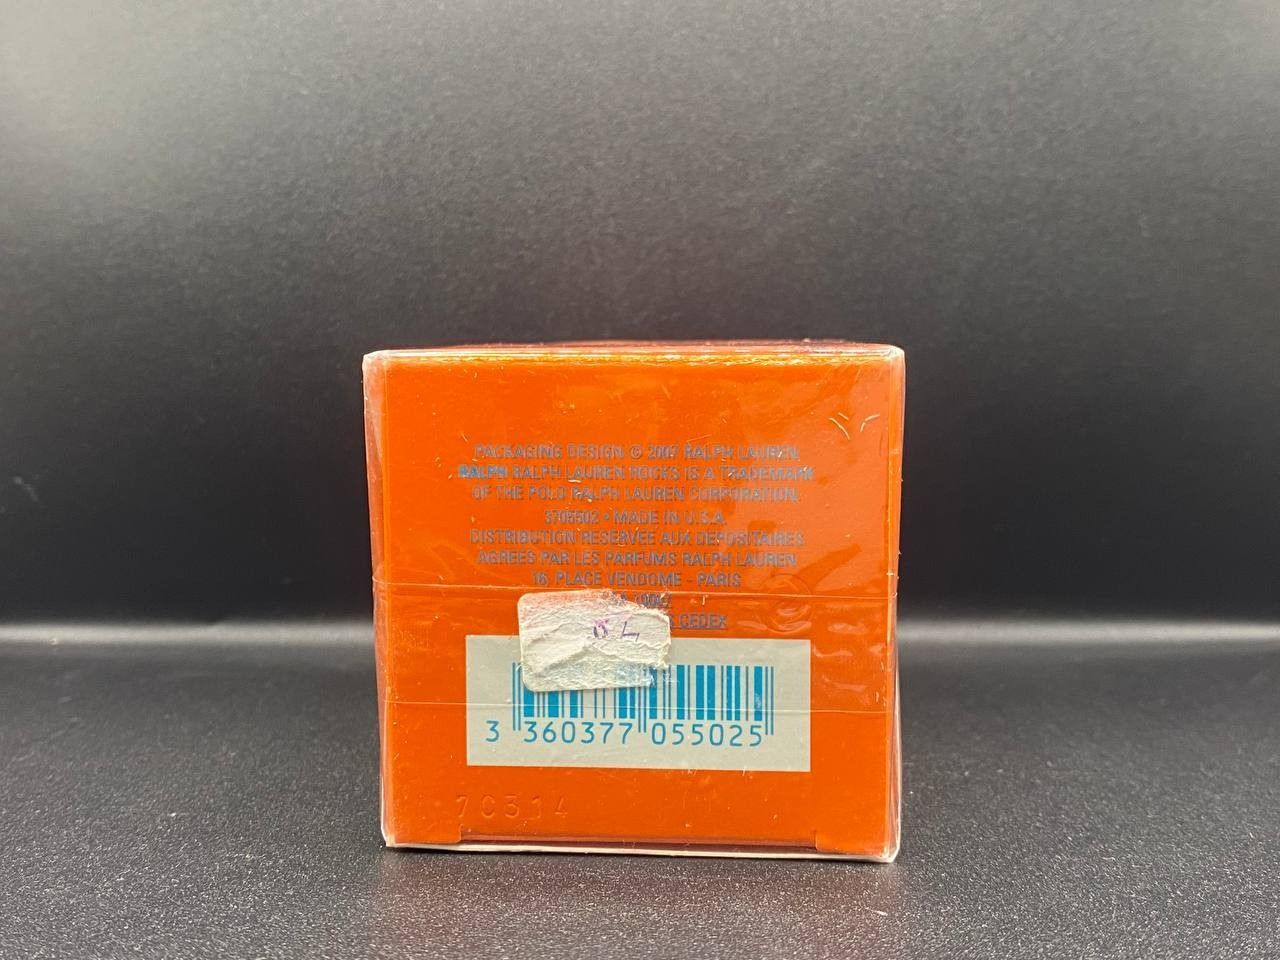 PACKAGING DESIGN © 2007 RALPH LAUREN.
RALPH RALPH LAUREN ROCKS IS A TRADEMARK
OF THE POLO RALPH LAUREN CORPORATION.
• MADE IN U.S.A.
DISTRIBUTION RESERVEE AUX DEPOSITAIRES
AGREES PAR LES PARFUMS RALPH LAUREN
16, PLACE VENDOME - PARIS
CEDEX
3 360377 055025
7C314